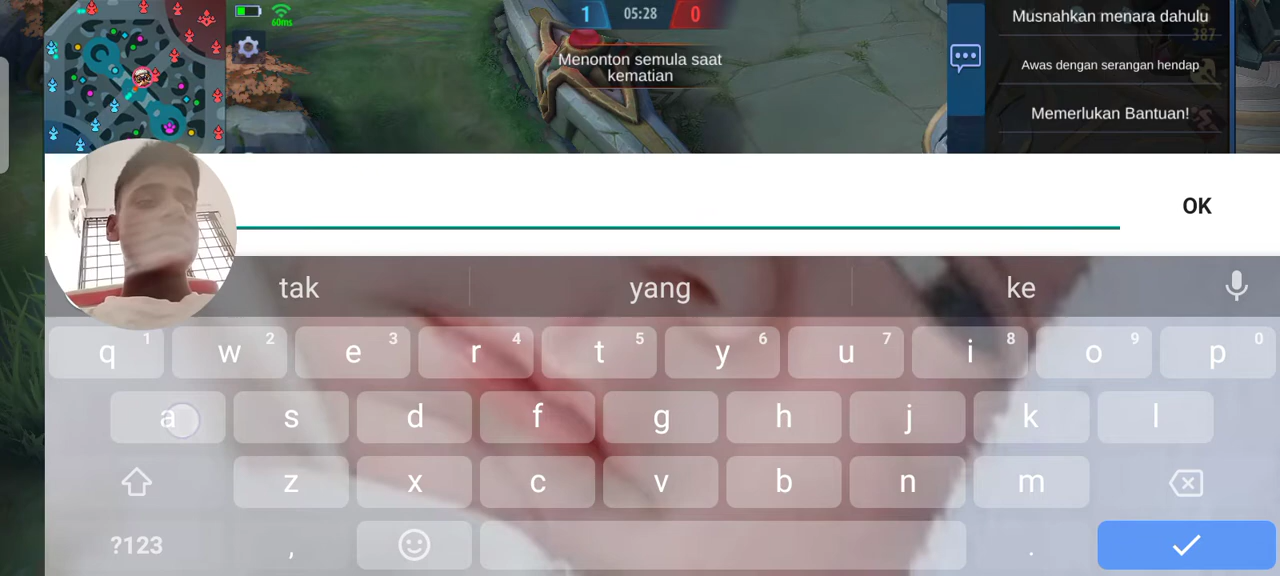 1 05:28 0
60ms
Menonton semula saat
kematian
Musnahkan menara dahulu
387
Awas dengan serangan hendap
Memerlukan Bantuan!
OK
tak yang ke
q 1 w 2 e 3 r 4 t 5 y 6 u 7 i 8 o 9 p 0
a s d f g h j k l
z x c v b n m
?123 , .